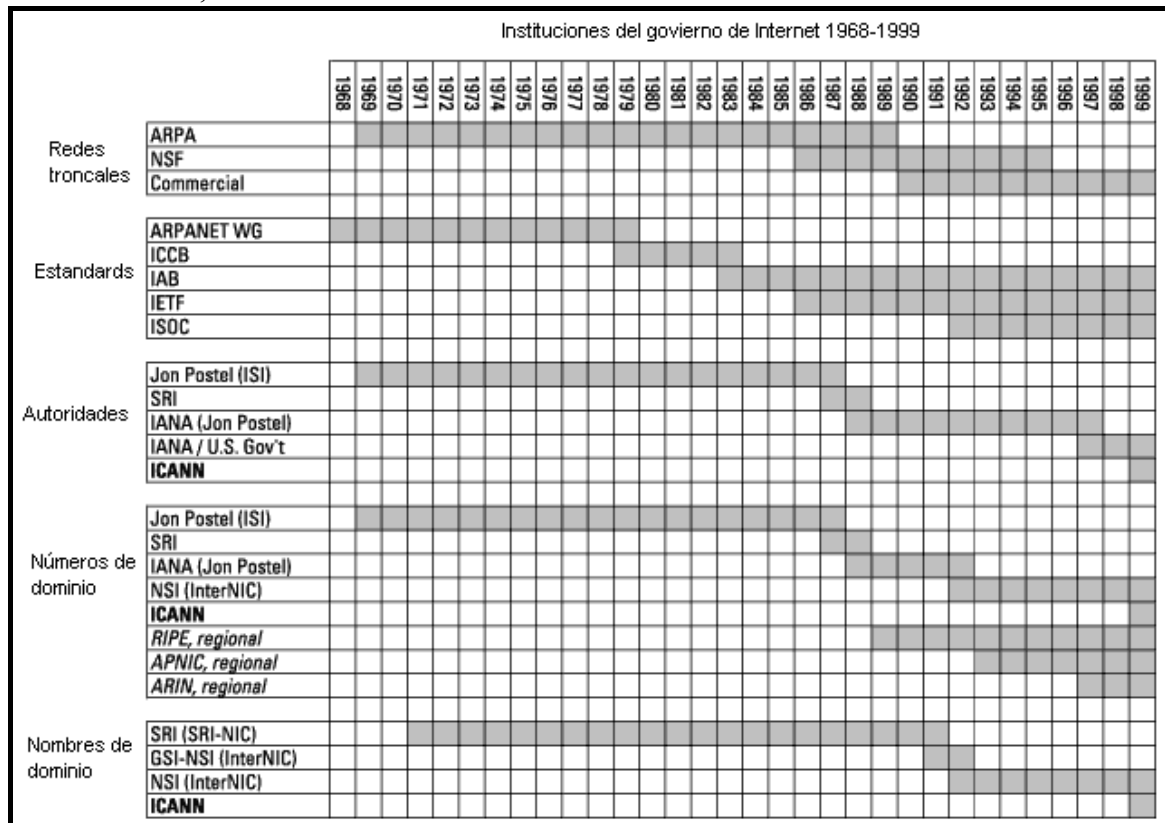 Instituciones del govierno de Internet 1968-1999
1968 1969 1970 1971 1972 1973 1974 1975 1976 1977 1978 1979 1980 1981 1982 1983 1984 1985 1986 1987 1988 1989 1990 1991 1992 1993 1994 1995 1996 1997 1998 1999
Redes
troncales
ARPA
NSF
Commercial
Estandards
ARPANET WG
ICCB
IAB
IETF
ISOC
Autoridades
Jon Postel (ISI)
SRI
IANA (Jon Postel)
IANA / U.S. Gov't
ICANN
Números de
dominio
Jon Postel (ISI)
SRI
IANA (Jon Postel)
NSI (InterNIC)
ICANN
RIPE, regional
APNIC, regional
ARIN, regional
Nombres de
dominio
SRI (SRI-NIC)
GSI-NSI (InterNIC)
NSI (InterNIC)
ICANN